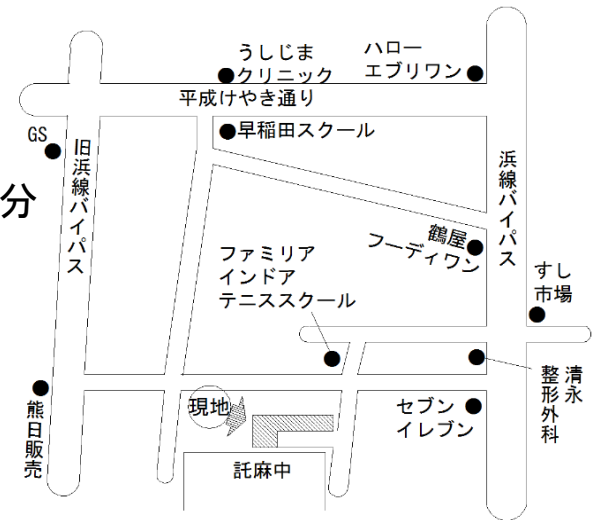 うしじま
クリニック
ハロー
エブリワン
平成けやき通り
GS
早稲田スクール
分
旧浜線バイパス
浜線バイパス
鶴屋
フーディワン
ファミリア
インドア
テニススクール
すし
市場
清永
整形外科
現地
セブン
イレブン
熊日販売
託麻中